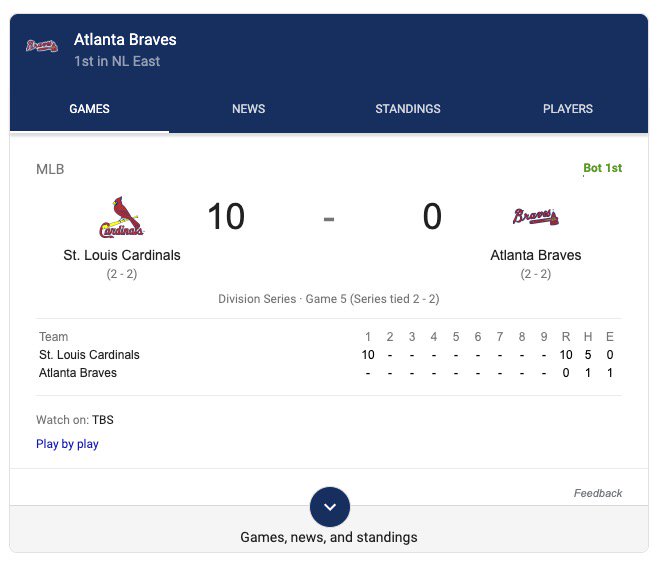 Braves
Atlanta Braves
1st in NL East
GAMES NEWS STANDINGS PLAYERS
MLB Bot 1st
Cardinals 10 - 0 Braves
St. Louis Cardinals Atlanta Braves
(2 - 2) (2 - 2)
Division Series · Game 5 (Series tied 2 - 2)
Team 1 2 3 4 5 6 7 8 9 R H E
St. Louis Cardinals 10 - - - - - - - - 10 5 0
Atlanta Braves - - - - - - - - - 0 1 1
Watch on: TBS
Play by play
Feedback
Games, news, and standings